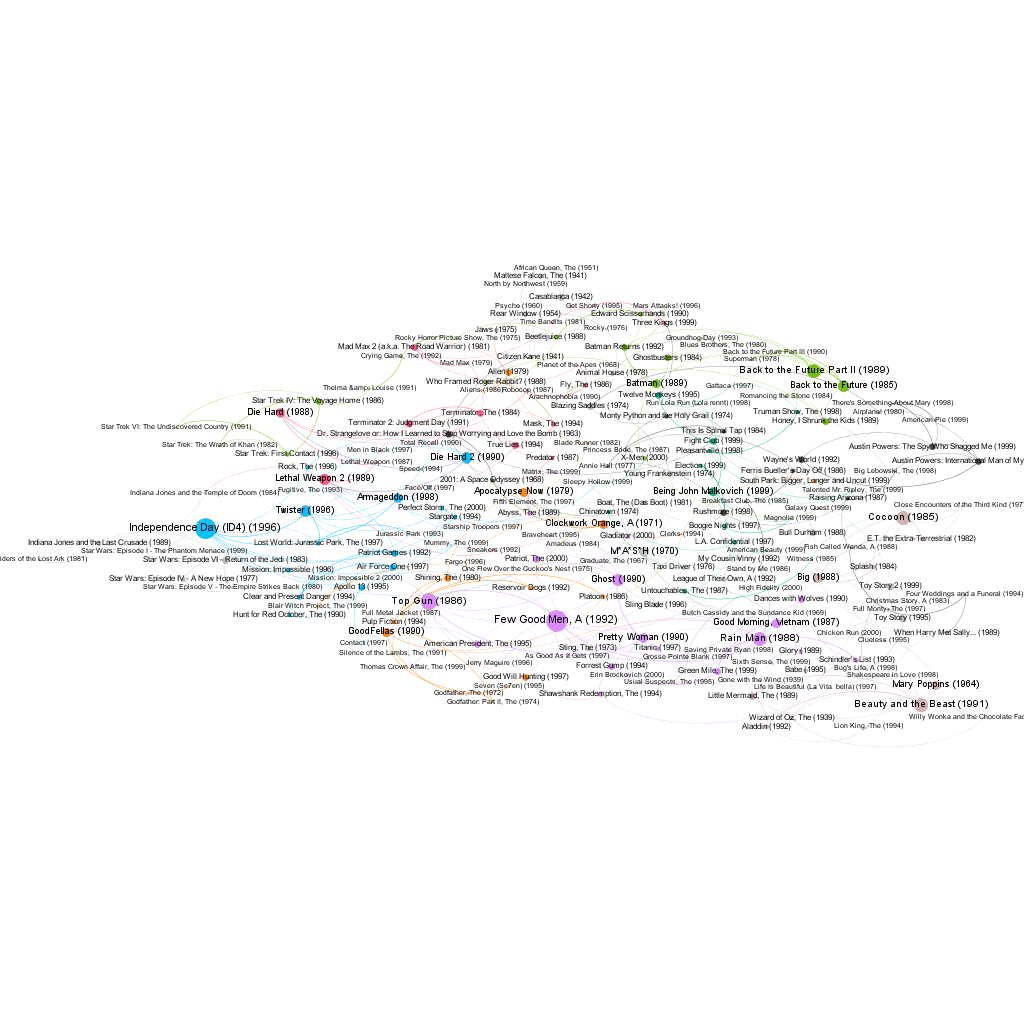 African Queen, The (1951)
Maltese Falcon, The (1941)
North by Northwest (1959)
Casablanca (1942)
Psycho (1960)
Get Shorty (1995)
Mars Attacks! (1996)
Rear Window (1954)
Edward Scissorhands (1990)
Time Bandits (1981)
Three Kings (1999)
Jaws (1975)
Rocky (1976)
Rocky Horror Picture Show, The (1975)
Beetlejuice (1988)
Groundhog Day (1993)
Mad Max 2 (a.k.a. The Road Warrior) (1981)
Batman Returns (1992)
Blues Brothers, The (1980)
Back to the Future Part III (1990)
Crying Game, The (1992)
Citizen Kane (1941)
Ghostbusters (1984)
Superman (1978)
Mad Max (1979)
Planet of the Apes (1968)
Alien (1979)
Animal House (1978)
Back to the Future Part II (1989)
Who Framed Roger Rabbit? (1988)
Fly, The (1986)
Batman (1989)
Gattaca (1997)
Back to the Future (1985)
Thelma &amp; Louise (1991)
Aliens (1986)
Robocop (1987)
Arachnophobia (1990)
Twelve Monkeys (1995)
Romancing the Stone (1984)
Star Trek IV: The Voyage Home (1986)
Blazing Saddles (1974)
Run Lola Run (Lola rennt) (1998)
There's Something About Mary (1998)
Die Hard (1988)
Terminator, The (1984)
Monty Python and the Holy Grail (1974)
Truman Show, The (1998)
Airplane! (1980)
American Pie (1999)
Star Trek VI: The Undiscovered Country (1991)
Terminator 2: Judgment Day (1991)
Mask, The (1994)
Honey, I Shrunk the Kids (1989)
Dr. Strangelove or: How I Learned to Stop Worrying and Love the Bomb (1963)
This Is Spinal Tap (1984)
Star Trek: The Wrath of Khan (1982)
Total Recall (1990)
True Lies (1994)
Blade Runner (1982)
Fight Club (1999)
Star Trek: First Contact (1996)
Men in Black (1997)
Princess Bride, The (1987)
Pleasantville (1998)
Austin Powers: The Spy Who Shagged Me (1999)
Die Hard 2 (1990)
Predator (1987)
X-Men (2000)
Wayne's World (1992)
Austin Powers: International Man of My
Rock, The (1996)
Lethal Weapon (1987)
Speed (1994)
Matrix, The (1999)
Annie Hall (1977)
Election (1999)
Ferris Bueller's Day Off (1986)
Big Lebowski, The (1998)
Lethal Weapon 2 (1989)
2001: A Space Odyssey (1968)
Sleepy Hollow (1999)
Young Frankenstein (1974)
South Park: Bigger, Longer and Uncut (1999)
Indiana Jones and the Temple of Doom (1984)
Fugitive, The (1993)
Face/Off (1997)
Apocalypse Now (1979)
Being John Malkovich (1999)
Talented Mr. Ripley, The (1999)
Armageddon (1998)
Fifth Element, The (1997)
Boat, The (Das Boot) (1981)
Breakfast Club, The (1985)
Raising Arizona (1987)
Close Encounters of the Third Kind (197
Twister (1996)
Perfect Storm, The (2000)
Abyss, The (1989)
Chinatown (1974)
Rushmore (1998)
Galaxy Quest (1999)
Stargate (1994)
Magnolia (1999)
Cocoon (1985)
Independence Day (ID4) (1996)
Starship Troopers (1997)
Clockwork Orange, A (1971)
Boogie Nights (1997)
Jurassic Park (1993)
Braveheart (1995)
Gladiator (2000)
Clerks (1994)
Bull Durham (1988)
Indiana Jones and the Last Crusade (1989)
Lost World: Jurassic Park, The (1997)
Mummy, The (1999)
Amadeus (1984)
L.A. Confidential (1997)
E.T. the Extra-Terrestrial (1982)
Star Wars: Episode I - The Phantom Menace (1999)
Patriot Games (1992)
Sneakers (1992)
M*A*S*H (1970)
American Beauty (1999)
Fish Called Wanda, A (1988)
iders of the Lost Ark (1981)
Star Wars: Episode VI - Return of the Jedi (1983)
Fargo (1996)
Patriot, The (2000)
Graduate, The (1967)
My Cousin Vinny (1992)
Witness (1985)
Mission: Impossible (1996)
Air Force One (1997)
One Flew Over the Cuckoo's Nest (1975)
Taxi Driver (1976)
Stand by Me (1986)
Splash (1984)
Star Wars: Episode IV - A New Hope (1977)
Mission: Impossible 2 (2000)
Shining, The (1980)
Ghost (1990)
League of Their Own, A (1992)
Big (1988)
Star Wars: Episode V - The Empire Strikes Back (1980)
Apollo 13 (1995)
Reservoir Dogs (1992)
Untouchables, The (1987)
High Fidelity (2000)
Toy Story 2 (1999)
Clear and Present Danger (1994)
Platoon (1986)
Dances with Wolves (1990)
Four Weddings and a Funeral (1994)
Blair Witch Project, The (1999)
Top Gun (1986)
Sling Blade (1996)
Christmas Story, A (1983)
Hunt for Red October, The (1990)
Full Metal Jacket (1987)
Butch Cassidy and the Sundance Kid (1969)
Full Monty, The (1997)
Pulp Fiction (1994)
Few Good Men, A (1992)
Good Morning, Vietnam (1987)
Toy Story (1995)
GoodFellas (1990)
Pretty Woman (1990)
Rain Man (1988)
Chicken Run (2000)
Clueless (1995)
When Harry Met Sally... (1989)
Contact (1997)
American President, The (1995)
Sting, The (1973)
Titanic (1997)
Saving Private Ryan (1998)
Glory (1989)
Silence of the Lambs, The (1991)
As Good As It Gets (1997)
Grosse Pointe Blank (1997)
Sixth Sense, The (1999)
Schindler's List (1993)
Thomas Crown Affair, The (1999)
Jerry Maguire (1996)
Forrest Gump (1994)
Green Mile, The (1999)
Babe (1995)
Bug's Life, A (1998)
Good Will Hunting (1997)
Erin Brockovich (2000)
Gone with the Wind (1939)
Shakespeare in Love (1998)
Seven (Se7en) (1995)
Usual Suspects, The (1995)
Life Is Beautiful (La Vita bella) (1997)
Mary Poppins (1964)
Godfather, The (1972)
Shawshank Redemption, The (1994)
Little Mermaid, The (1989)
Godfather: Part II, The (1974)
Beauty and the Beast (1991)
Wizard of Oz, The (1939)
Willy Wonka and the Chocolate Fac
Aladdin (1992)
Lion King, The (1994)